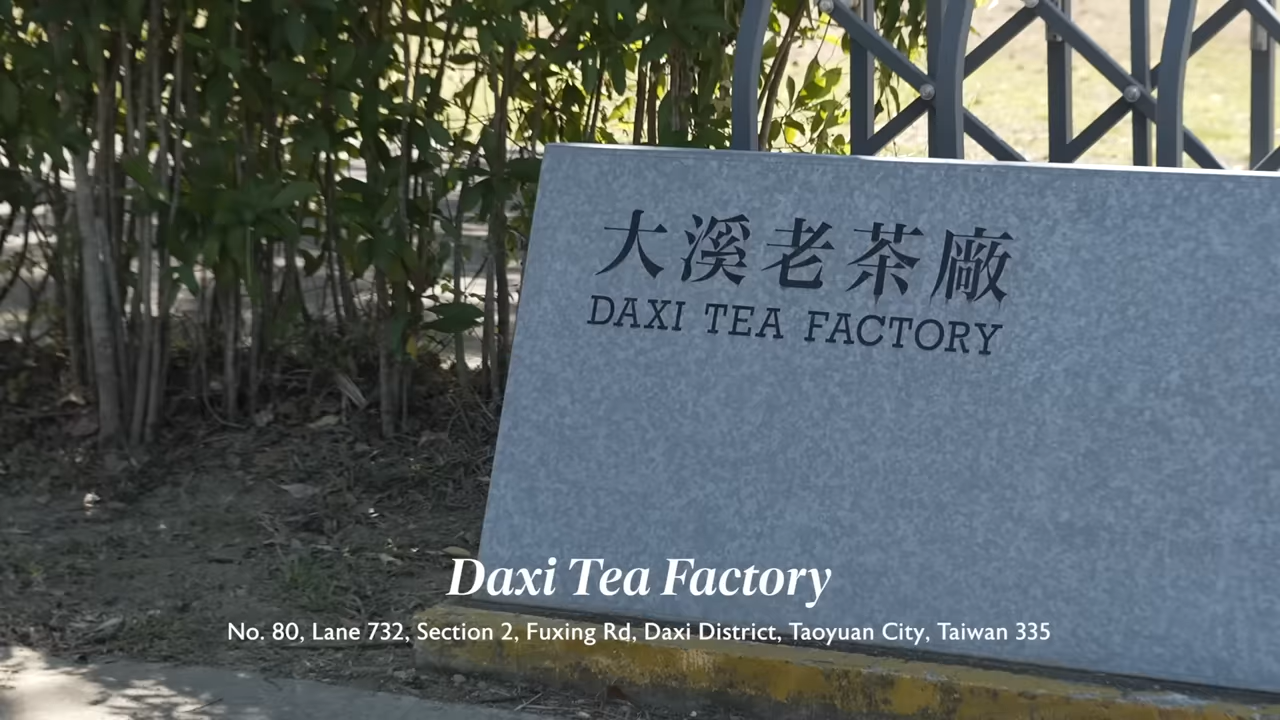 大溪老茶廠
DAXI TEA FACTORY
Daxi Tea Factory
No. 80, Lane 732, Section 2, Fuxing Rd, Daxi District, Taoyuan City, Taiwan 335